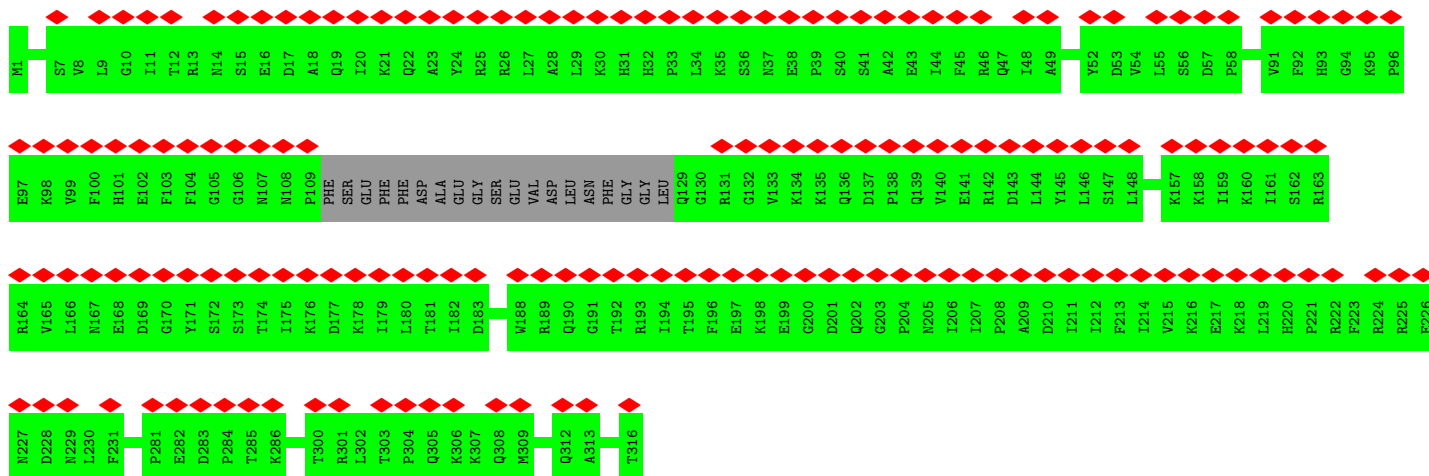 M1 S7 V8 L9 G10 I11 T12 R13 N14 S15 E16 D17 A18 Q19 I20 K21 Q22 A23 Y24 R25 R26 L27 A28 L29 K30 H31 H32 P33 L34 K35 S36 N37 E38 P39 S40 S41 A42 E43 I44 F45 R46 Q47 I48 A49 Y52 D53 V54 L55 S56 D57 P58 V91 F92 H93 G94 K95 P96
E97 K98 V99 F100 H101 E102 F103 F104 G105 G106 N107 N108 P109 PHE SER GLU PHE PHE ASP ALA GLU GLY SER GLU VAL ASP LEU ASN PHE GLY GLY LEU Q129 G130 R131 G132 V133 K134 K135 Q136 D137 P138 Q139 V140 E141 R142 D143 L144 Y145 L146 S147 L148 K157 K158 I159 K160 I161 S162 R163
R164 V165 L166 N167 E168 D169 G170 Y171 S172 S173 T174 I175 K176 D177 K178 I179 L180 T181 I182 D183 W188 R189 Q190 G191 T192 R193 I194 T195 F196 E197 K198 E199 G200 D201 Q202 G203 P204 N205 I206 I207 P208 A209 D210 I211 I212 F213 I214 V215 K216 E217 K218 L219 H220 P221 R222 F223 R224 R225 E226
N227 D228 N229 L230 F231 P281 E282 D283 P284 T285 K286 T300 R301 L302 T303 P304 Q305 K306 K307 Q308 M309 Q312 A313 T316